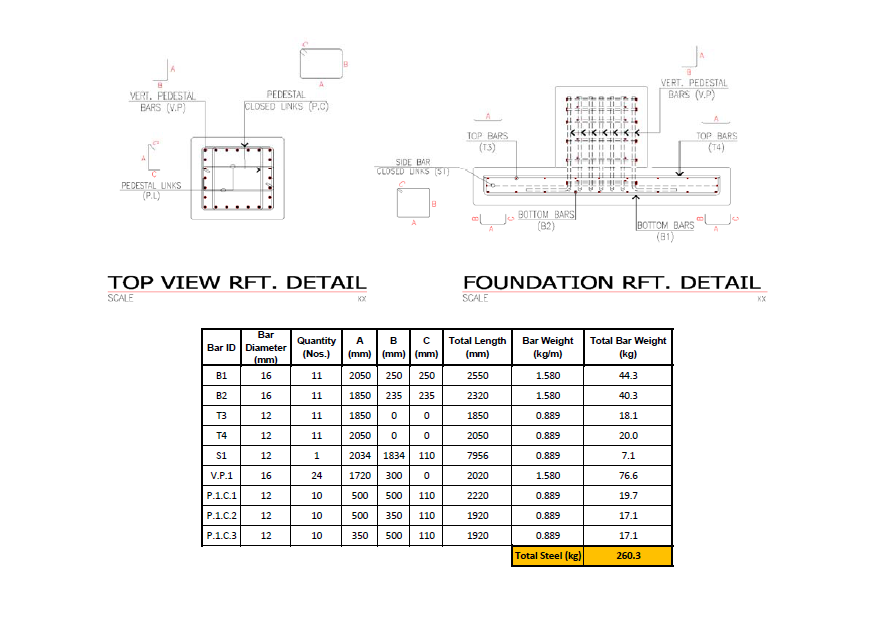 C
B
A
A
B
VERT. PEDESTAL
BARS (V.P)
PEDESTAL
CLOSED LINKS (P.C)
C
A
C
PEDESTAL LINKS
(P.L)
A
B
VERT. PEDESTAL
BARS (V.P)
A
TOP BARS
(T3)
A
TOP BARS
(T4)
SIDE BAR
CLOSED LINKS (S1)
C
B
A
B
C
A
BOTTOM BARS
(B2)
BOTTOM BARS
(B1)
B
C
A
TOP VIEW RFT. DETAIL
SCALE XX
FOUNDATION RFT. DETAIL
SCALE XX
Bar ID Bar Diameter (mm) Quantity (Nos.) A (mm) B (mm) C (mm) Total Length (mm) Bar Weight (kg/m) Total Bar Weight (kg)
B1 16 11 2050 250 250 2550 1.580 44.3
B2 16 11 1850 235 235 2320 1.580 40.3
T3 12 11 1850 0 0 1850 0.889 18.1
T4 12 11 2050 0 0 2050 0.889 20.0
S1 12 1 2034 1834 110 7956 0.889 7.1
V.P.1 16 24 1720 300 0 2020 1.580 76.6
P.1.C.1 12 10 500 500 110 2220 0.889 19.7
P.1.C.2 12 10 500 350 110 1920 0.889 17.1
P.1.C.3 12 10 350 500 110 1920 0.889 17.1
Total Steel (kg) 260.3